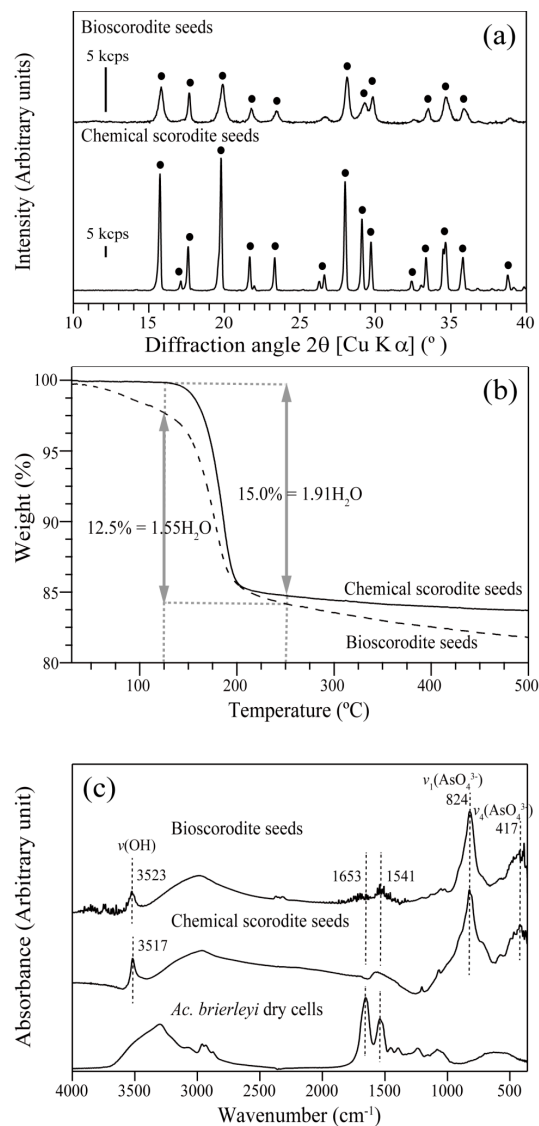 Bioscorodite seeds
(a)
5 kcps
Chemical scorodite seeds
5 kcps
Intensity (Arbitrary units)
10 15 20 25 30 35 40
Diffraction angle 2θ [Cu K α] (º )
(b)
100
95
90
85
80
Weight (%)
15.0% = 1.91H₂O
12.5% = 1.55H₂O
Chemical scorodite seeds
Bioscorodite seeds
100 200 300 400 500
Temperature (ºC)
(c)
ν₁(AsO₄³⁻)
824
ν₄(AsO₄³⁻)
417
Bioscorodite seeds
ν(OH)
3523
1653
1541
Chemical scorodite seeds
3517
Ac. brierleyi dry cells
Absorbance (Arbitrary unit)
4000 3500 3000 2500 2000 1500 1000 500
Wavenumber (cm⁻¹)